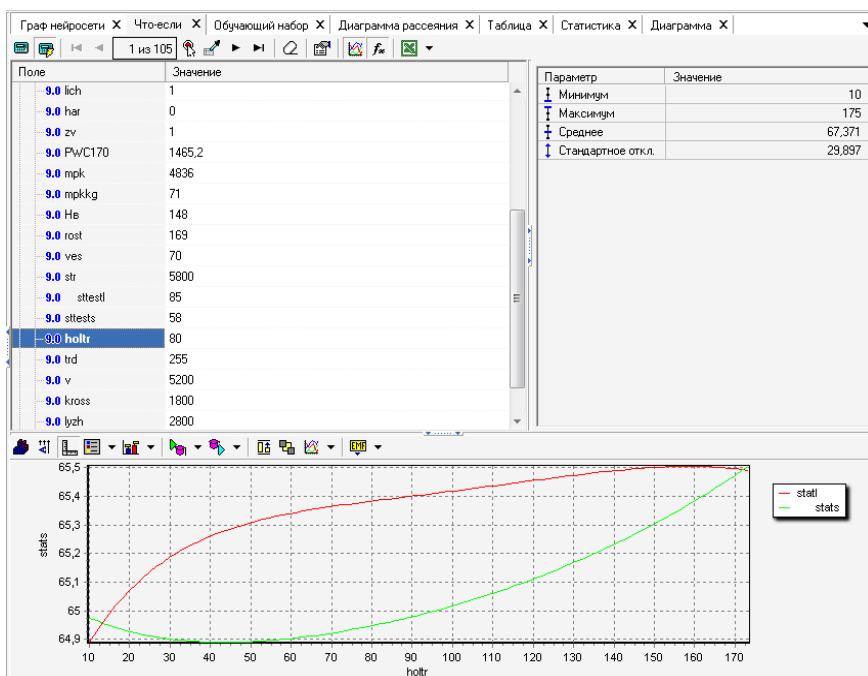 Граф нейросети X Что-если X Обучающий набор X Диаграмма рассеяния X Таблица X Статистика X Диаграмма X
1 из 105
Поле Значение
9.0 lich 1
9.0 har 0
9.0 zv 1
9.0 PWC170 1465,2
9.0 mpk 4836
9.0 mpkkg 71
9.0 Нв 148
9.0 rost 169
9.0 ves 70
9.0 str 5800
9.0 sttestl 85
9.0 sttests 58
9.0 holtr 80
9.0 trd 255
9.0 v 5200
9.0 kross 1800
9.0 lyzh 2800
Параметр Значение
Минимум 10
Максимум 175
Среднее 67,371
Стандартное откл. 29,897
EMF
65,5
65,4
65,3
65,2
65,1
65
64,9
stats
10 20 30 40 50 60 70 80 90 100 110 120 130 140 150 160 170
holtr
statl
stats